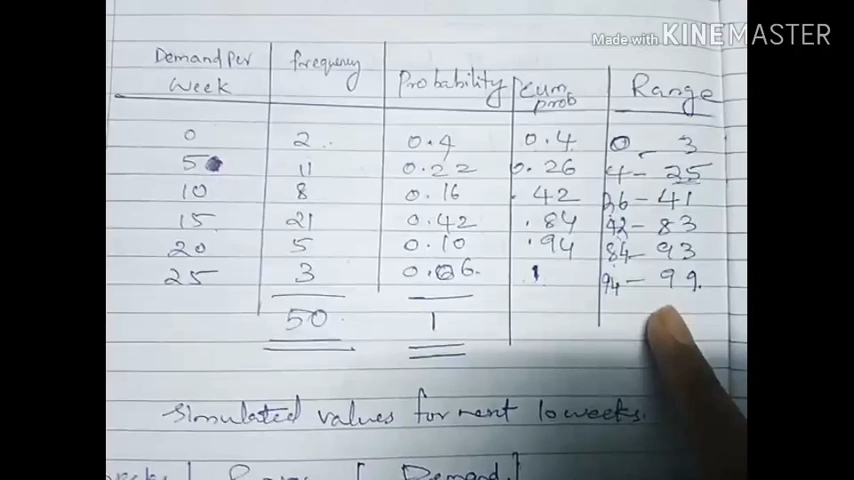 Made with KINEMASTER
Demand per Week frequency Probability Cum prob Range
0 2 0.4 0.4 0 - 3
5 11 0.22 0.26 4 - 25
10 8 0.16 .42 26 - 41
15 21 0.42 .84 42 - 83
20 5 0.10 .94 84 - 93
25 3 0.06 1 94 - 99.
50 1
Simulated values for next 10 weeks.
Demand